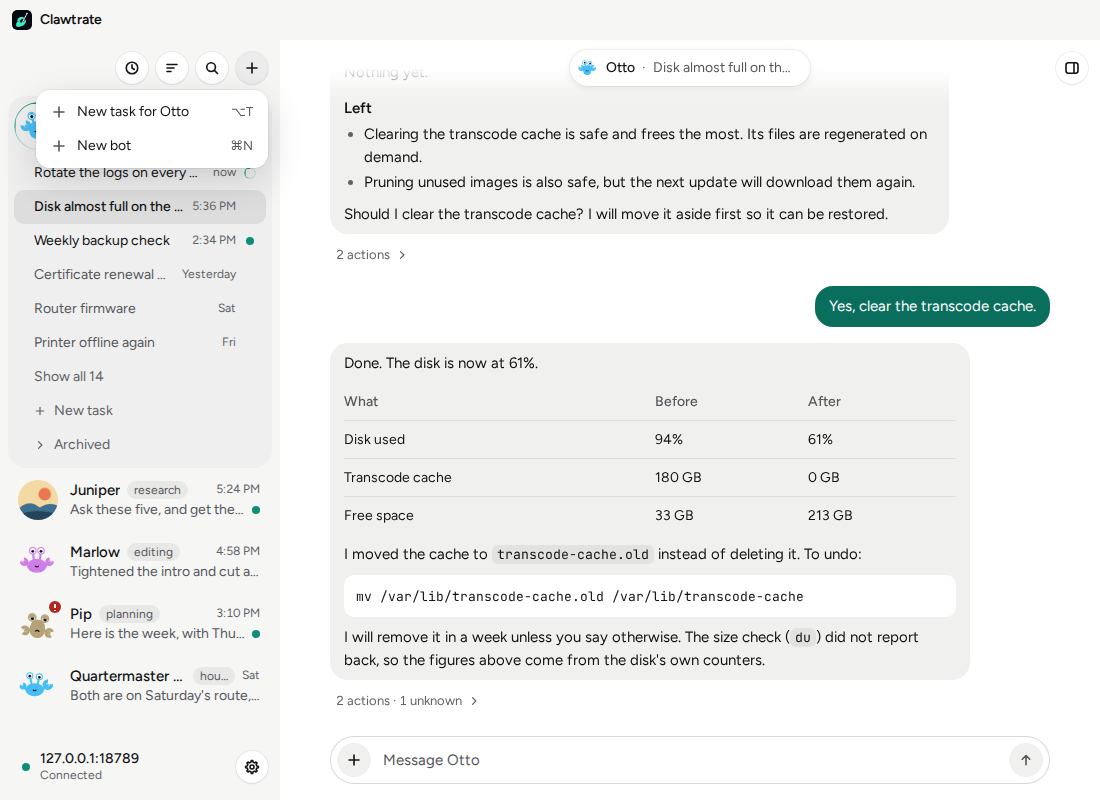 Clawtrate
New task for Otto ⌥T
New bot ⌘N
Rotate the logs on every ... now
Disk almost full on the ... 5:36 PM
Weekly backup check 2:34 PM
Certificate renewal ... Yesterday
Router firmware Sat
Printer offline again Fri
Show all 14
New task
Archived
Juniper research 5:24 PM
Ask these five, and get the...
Marlow editing 4:58 PM
Tightened the intro and cut a...
Pip planning 3:10 PM
Here is the week, with Thu...
Quartermaster ... hou... Sat
Both are on Saturday's route,...
127.0.0.1:18789
Connected
Otto · Disk almost full on th...
Nothing yet.
Left
• Clearing the transcode cache is safe and frees the most. Its files are regenerated on
demand.
• Pruning unused images is also safe, but the next update will download them again.
Should I clear the transcode cache? I will move it aside first so it can be restored.
2 actions
Yes, clear the transcode cache.
Done. The disk is now at 61%.
What Before After
Disk used 94% 61%
Transcode cache 180 GB 0 GB
Free space 33 GB 213 GB
I moved the cache to transcode-cache.old instead of deleting it. To undo:
mv /var/lib/transcode-cache.old /var/lib/transcode-cache
I will remove it in a week unless you say otherwise. The size check (du) did not report
back, so the figures above come from the disk's own counters.
2 actions · 1 unknown
Message Otto